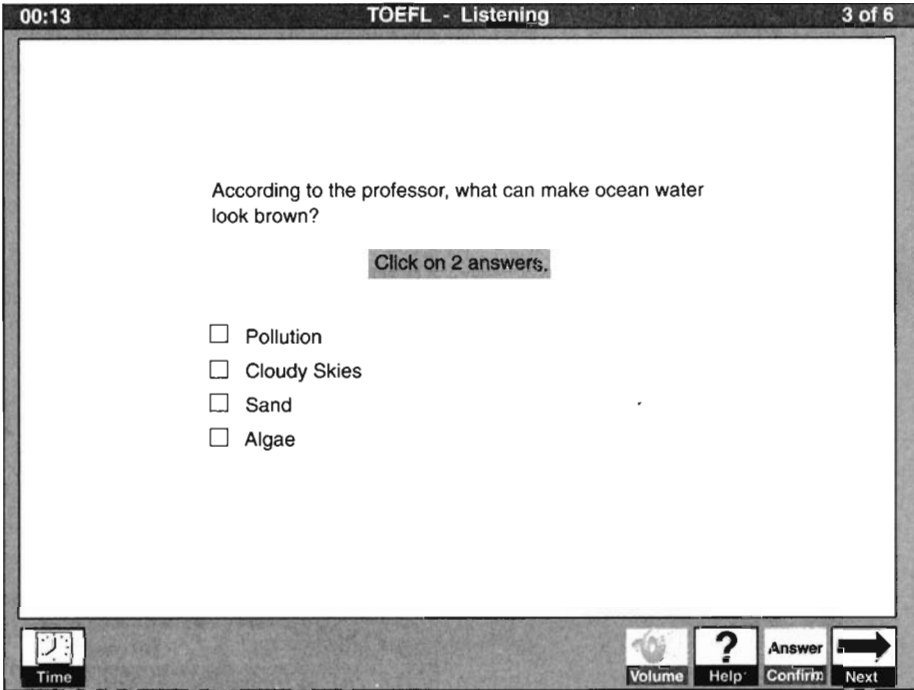 00:13 TOEFL - Listening 3 of 6
According to the professor, what can make ocean water
look brown?
Click on 2 answers.
Pollution
Cloudy Skies
Sand
Algae
Time Volume ? Help Answer Confirm Next